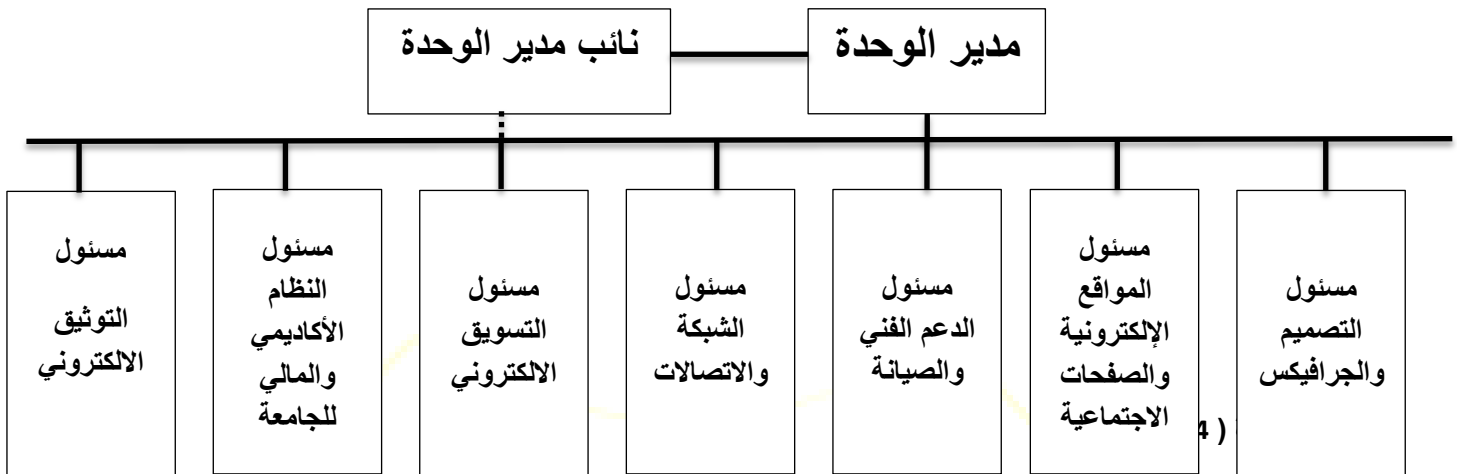 مدير الوحدة
نائب مدير الوحدة
مسئول
التصميم
والجرافيكس
مسئول
المواقع
الإلكترونية
والصفحات
الاجتماعية
مسئول
الدعم الفني
والصيانة
مسئول
الشبكة
والاتصالات
مسئول
التسويق
الالكتروني
مسئول
النظام
الأكاديمي
والمالي
للجامعة
مسئول
التوثيق
الالكتروني
( 4